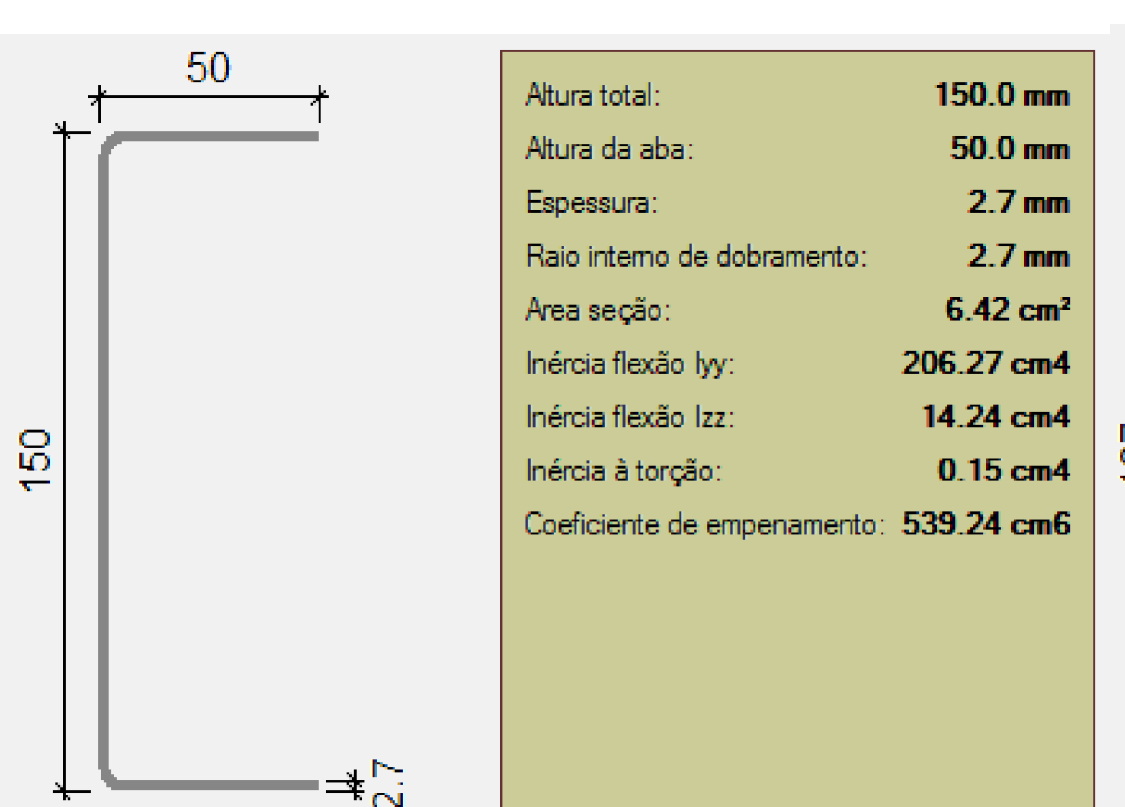 50
150
2.7
Altura total: 150.0 mm
Altura da aba: 50.0 mm
Espessura: 2.7 mm
Raio interno de dobramento: 2.7 mm
Area seção: 6.42 cm²
Inércia flexão Iyy: 206.27 cm4
Inércia flexão Izz: 14.24 cm4
Inércia à torção: 0.15 cm4
Coeficiente de empenamento: 539.24 cm6